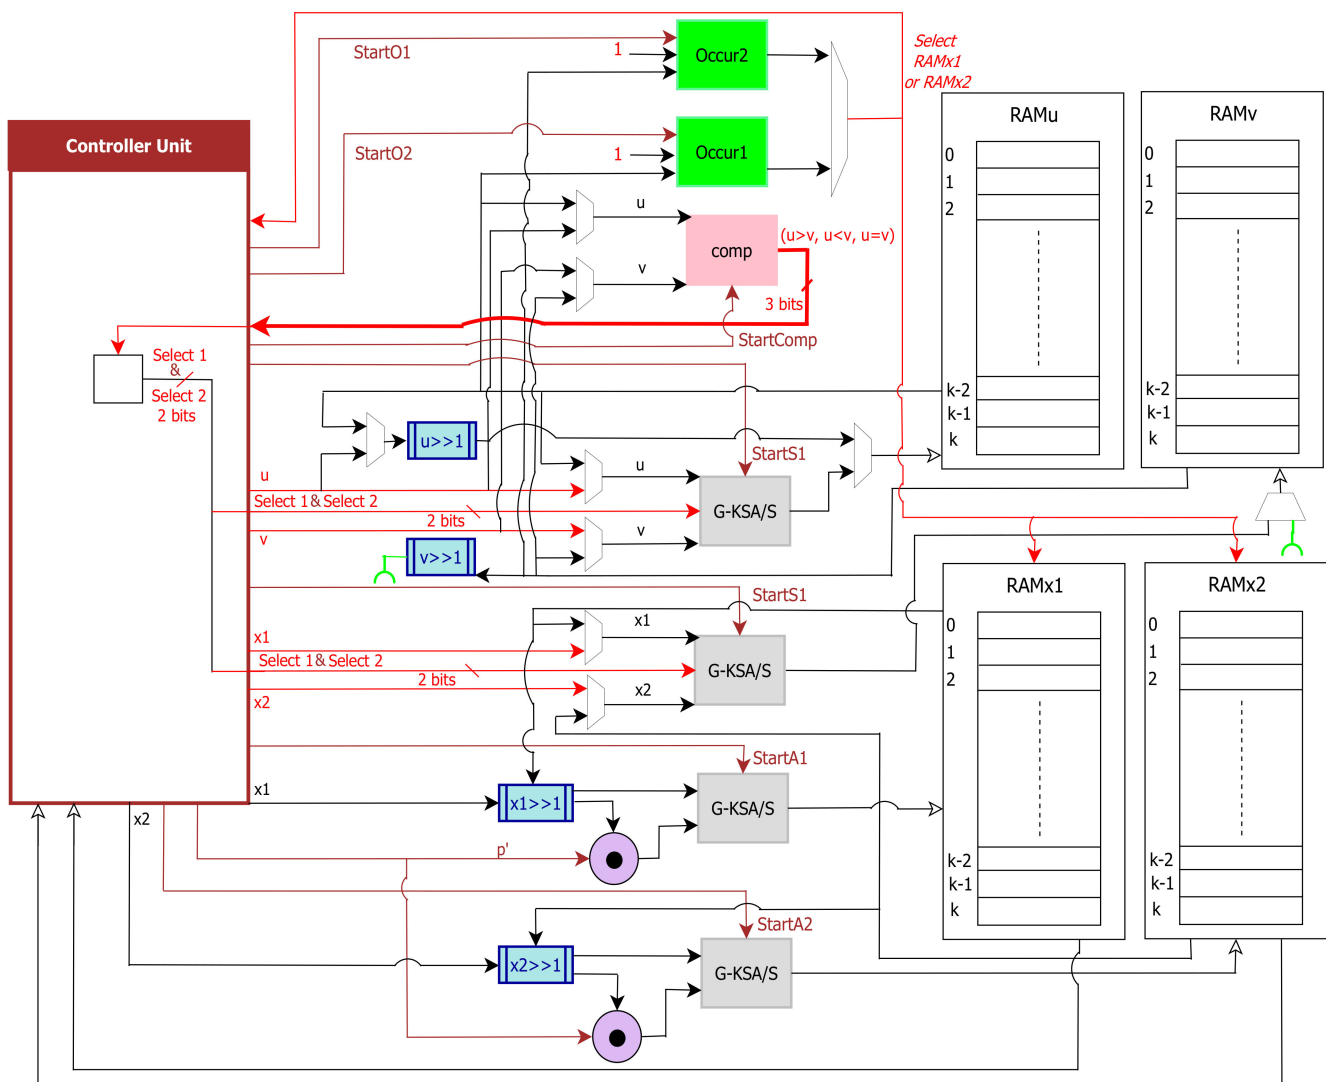 StartO1
1
Occur2
Select
RAMx1
or RAMx2
RAMu
RAMv
Controller Unit
StartO2
1
Occur1
0
1
2
0
1
2
u
comp
(u>v, u<v, u=v)
v
3 bits
StartComp
Select 1
&
Select 2
2 bits
k-2
k-1
k
k-2
k-1
k
u>>1
StartS1
u
u
Select 1 & Select 2
2 bits
G-KSA/S
v
v
v>>1
StartS1
RAMx1
RAMx2
x1
x1
Select 1 & Select 2
2 bits
G-KSA/S
x2
x2
0
1
2
0
1
2
StartA1
x1
x1>>1
G-KSA/S
x2
p'
k-2
k-1
k
k-2
k-1
k
StartA2
x2>>1
G-KSA/S